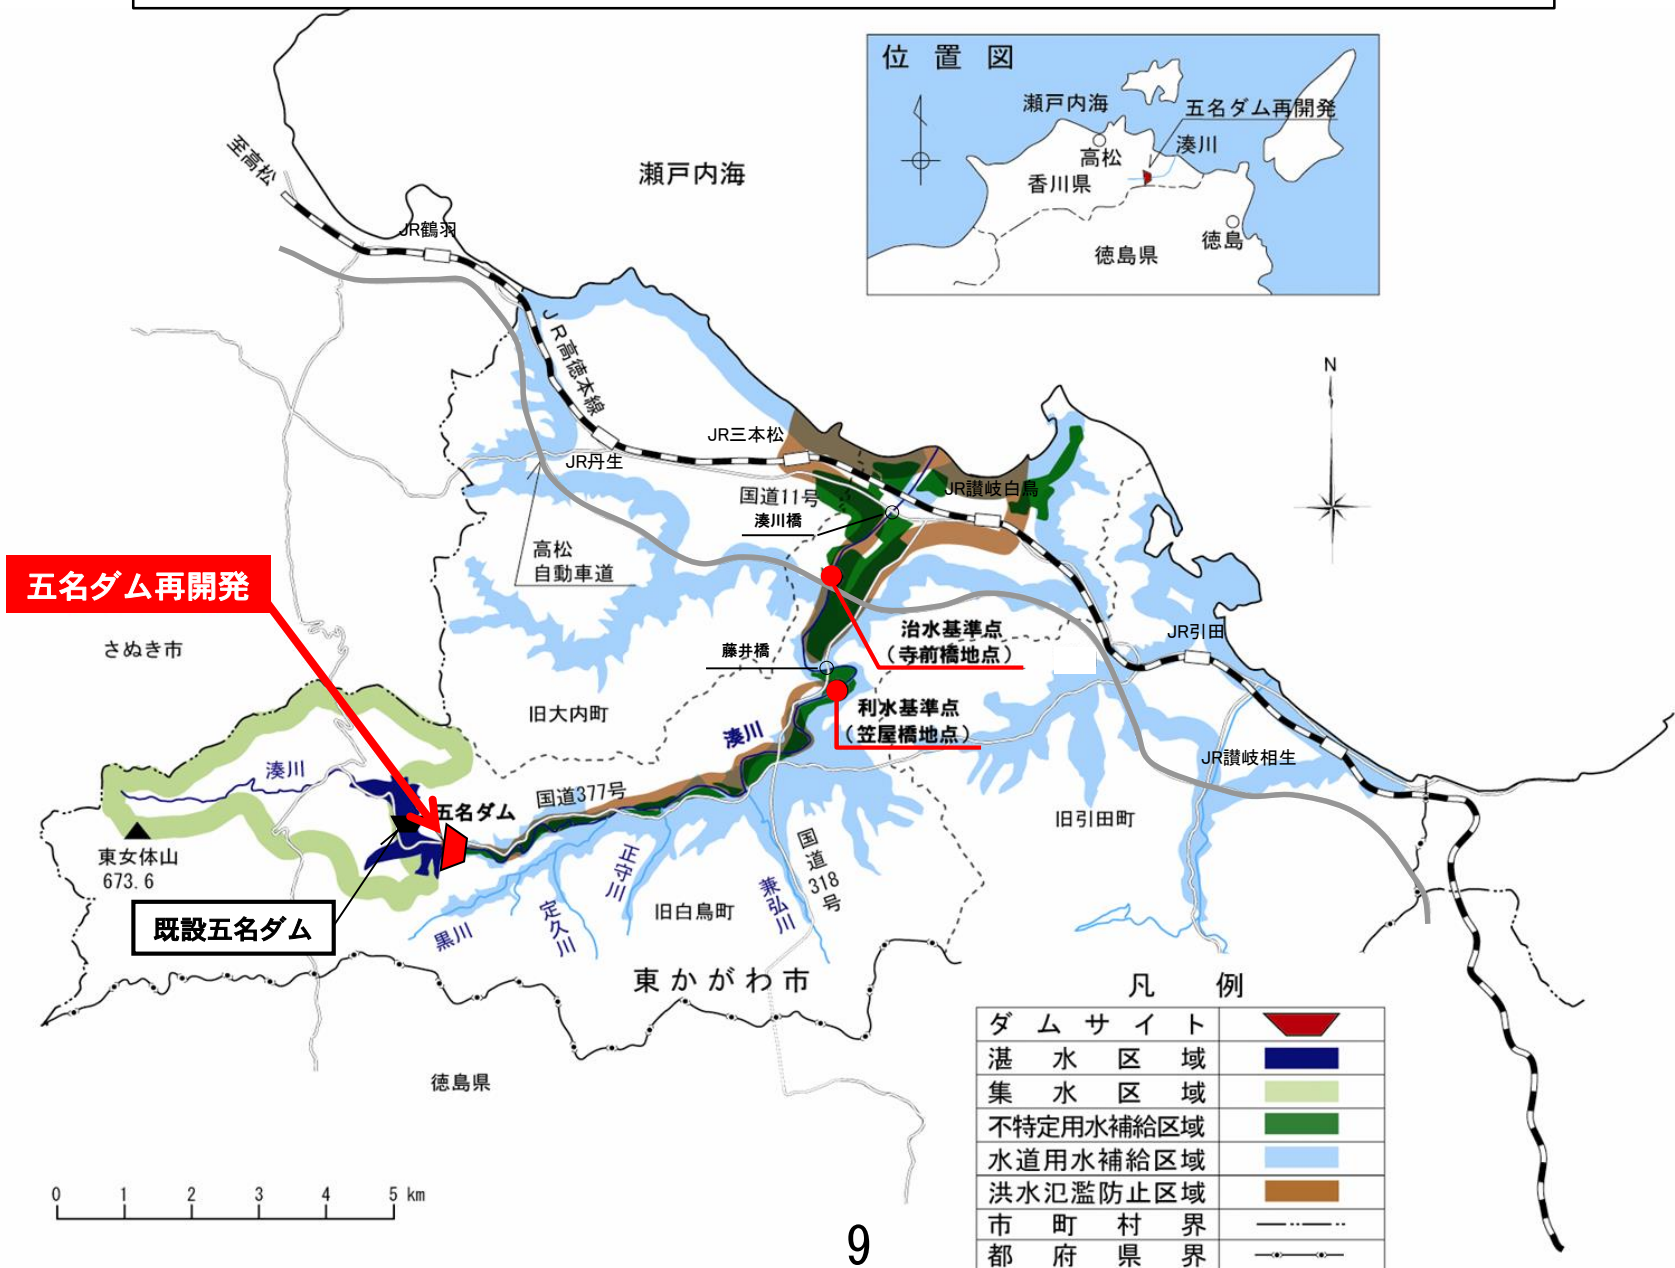 位置図
瀬戸内海
五名ダム再開発
湊川
高松
香川県
徳島
徳島県
至高松
瀬戸内海
JR鶴羽
JR高徳本線
N
JR三本松
JR丹生
国道11号
JR讃岐白鳥
湊川橋
高松
自動車道
五名ダム再開発
治水基準点
(寺前橋地点)
JR引田
さぬき市
藤井橋
利水基準点
(笠屋橋地点)
旧大内町
湊川
JR讃岐相生
湊川
国道377号
五名ダム
旧引田町
東女体山
673.6
正守川
国道318号
兼弘川
旧白鳥町
定久川
黒川
既設五名ダム
東かがわ市
徳島県
凡例
ダムサイト
湛水区域
集水区域
不特定用水補給区域
水道用水補給区域
洪水氾濫防止区域
市町村界
都府県界
0 1 2 3 4 5 km
9